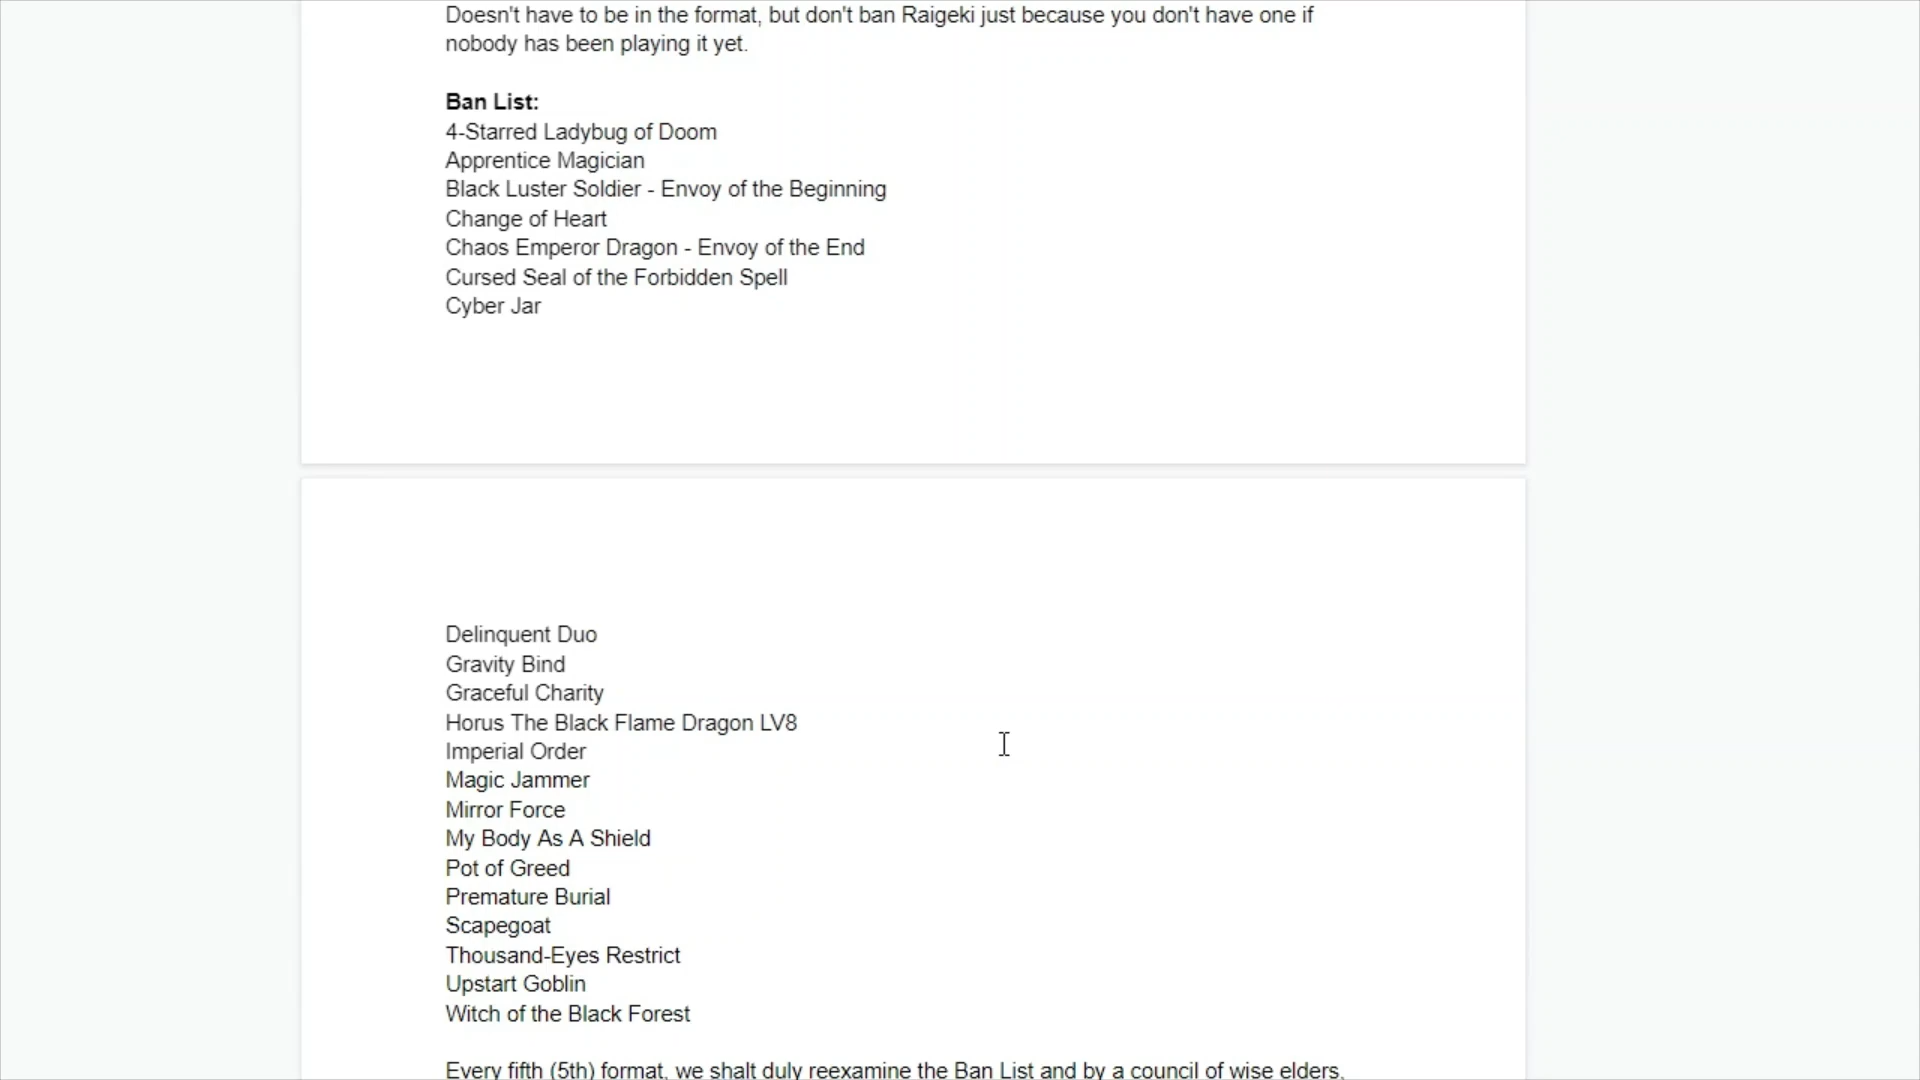 Doesn't have to be in the format, but don't ban Raigeki just because you don't have one if
nobody has been playing it yet.
Ban List:
4-Starred Ladybug of Doom
Apprentice Magician
Black Luster Soldier - Envoy of the Beginning
Change of Heart
Chaos Emperor Dragon - Envoy of the End
Cursed Seal of the Forbidden Spell
Cyber Jar
Delinquent Duo
Gravity Bind
Graceful Charity
Horus The Black Flame Dragon LV8
Imperial Order
Magic Jammer
Mirror Force
My Body As A Shield
Pot of Greed
Premature Burial
Scapegoat
Thousand-Eyes Restrict
Upstart Goblin
Witch of the Black Forest
Every fifth (5th) format, we shalt duly reexamine the Ban List and by a council of wise elders,